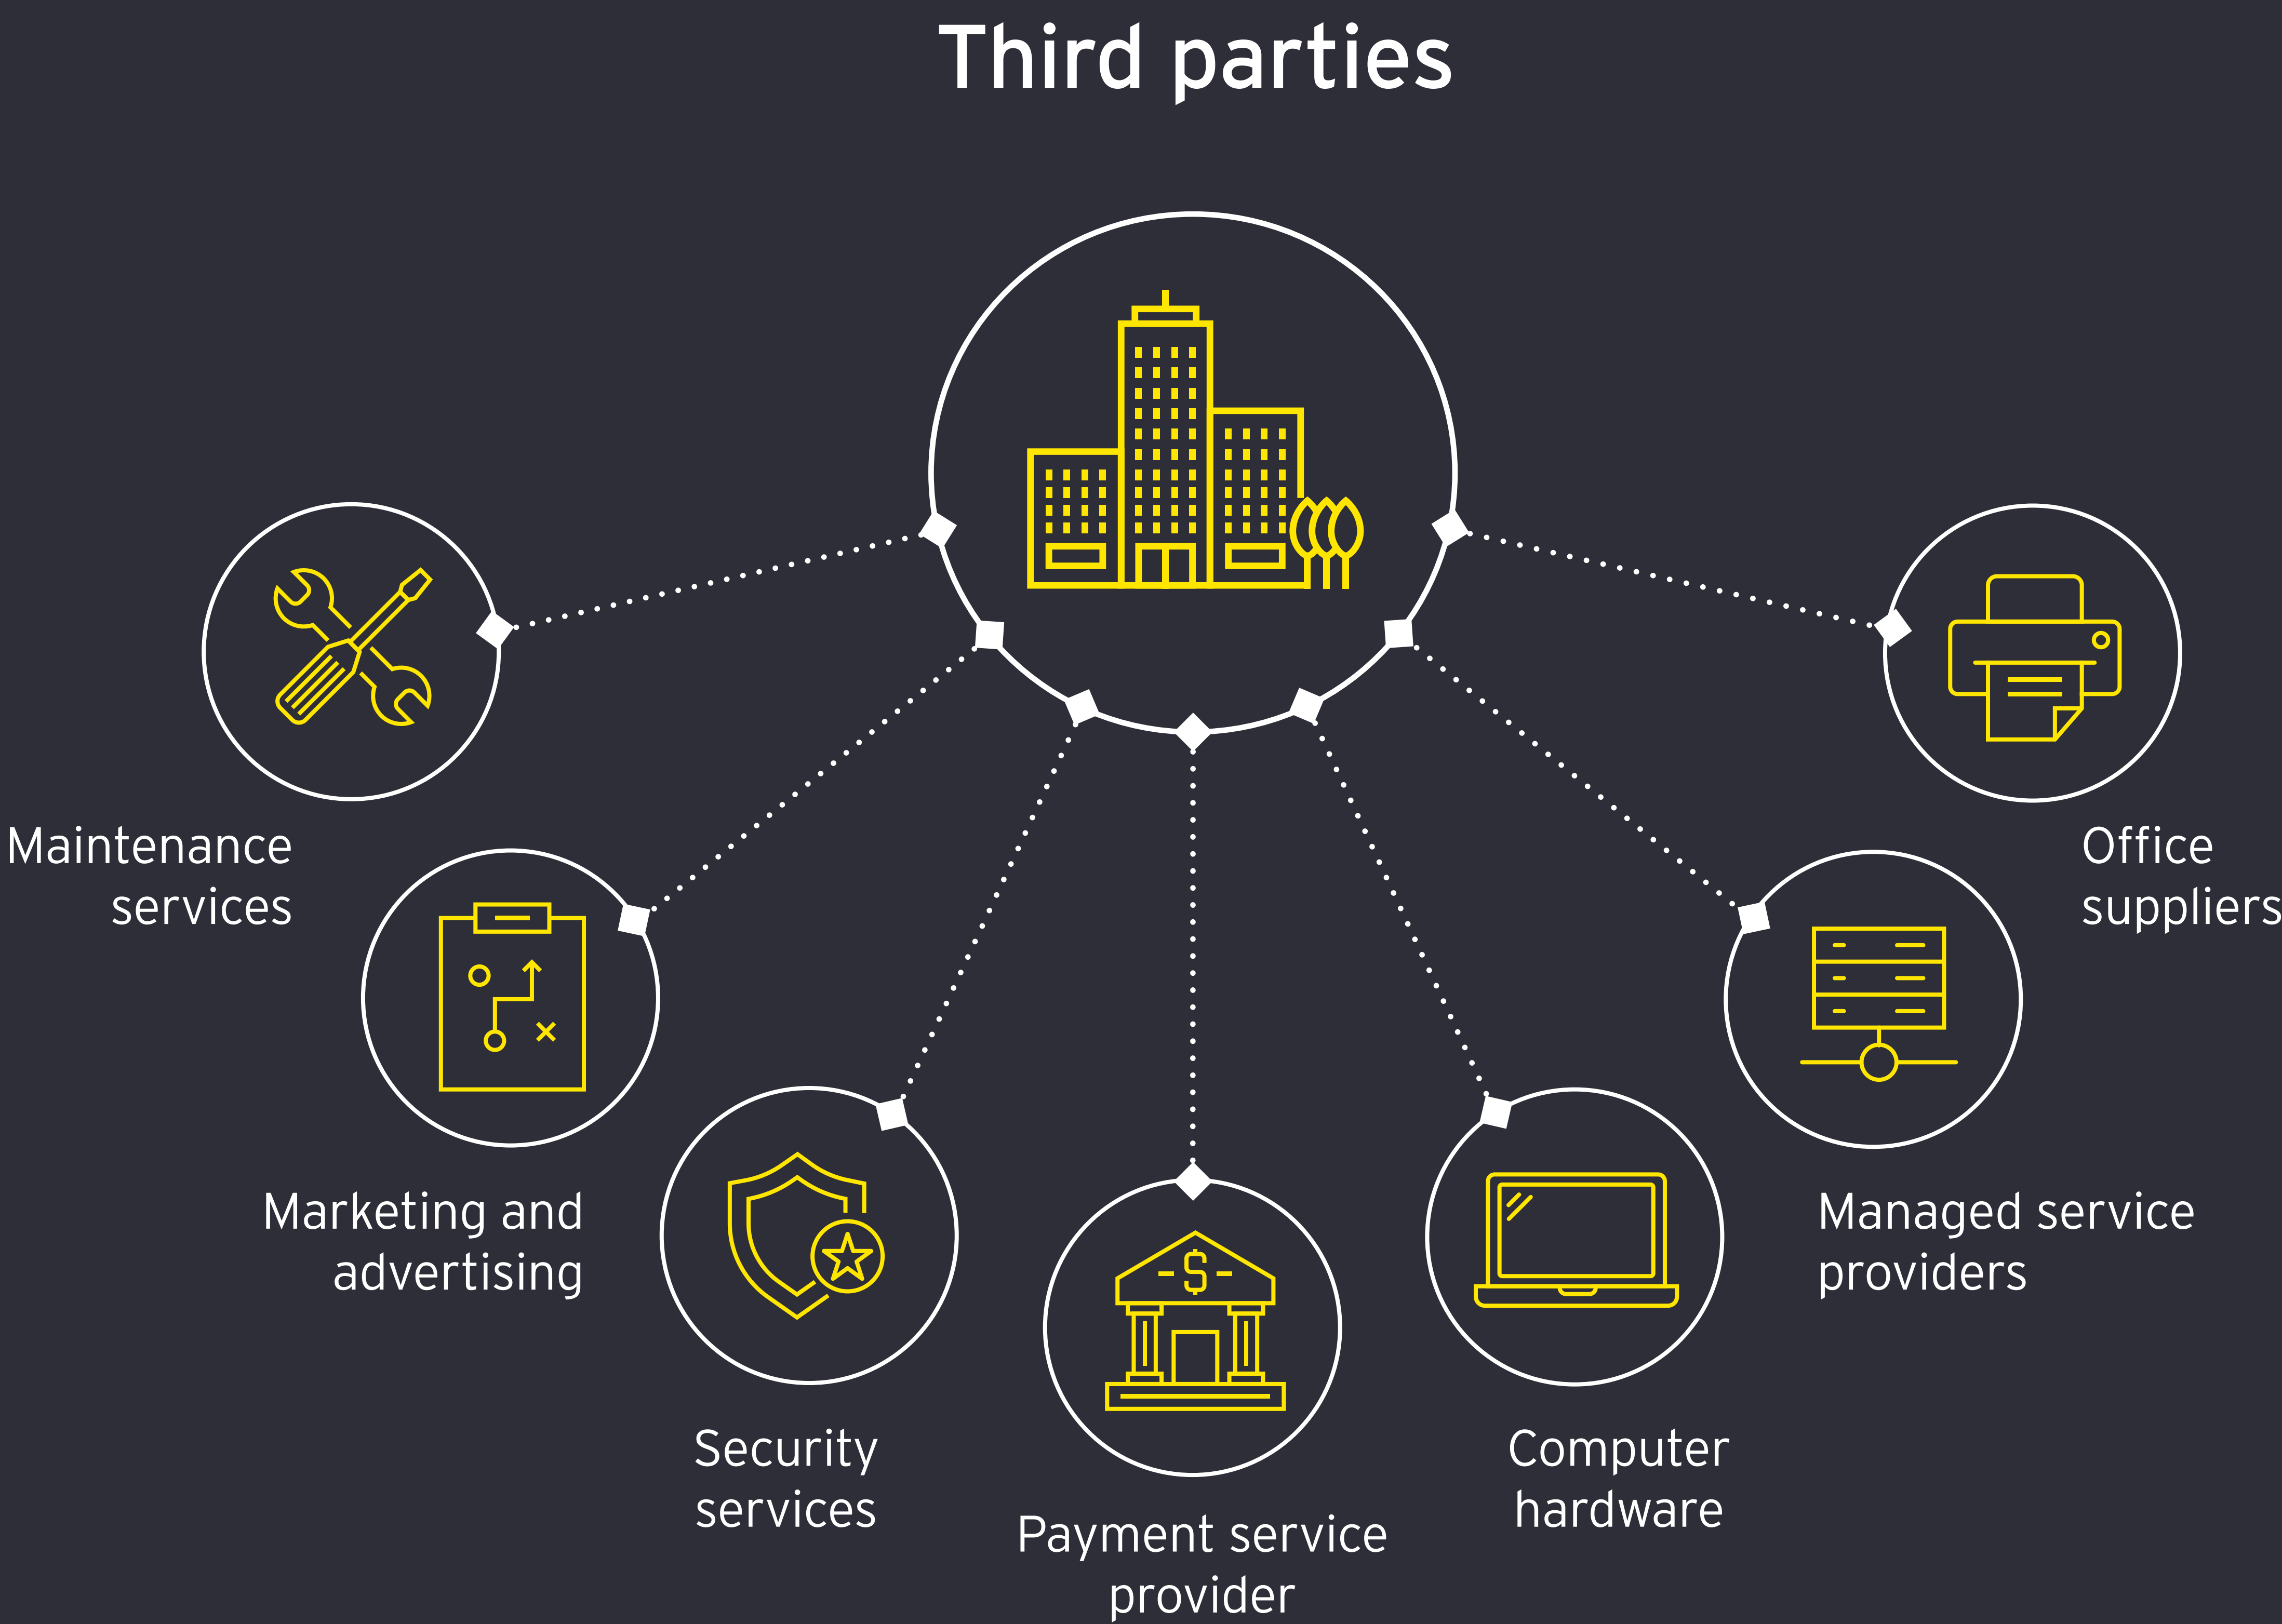 Third parties
Maintenance
services
Office
suppliers
Marketing and
advertising
Managed service
providers
Security
services
Computer
hardware
Payment service
provider
$